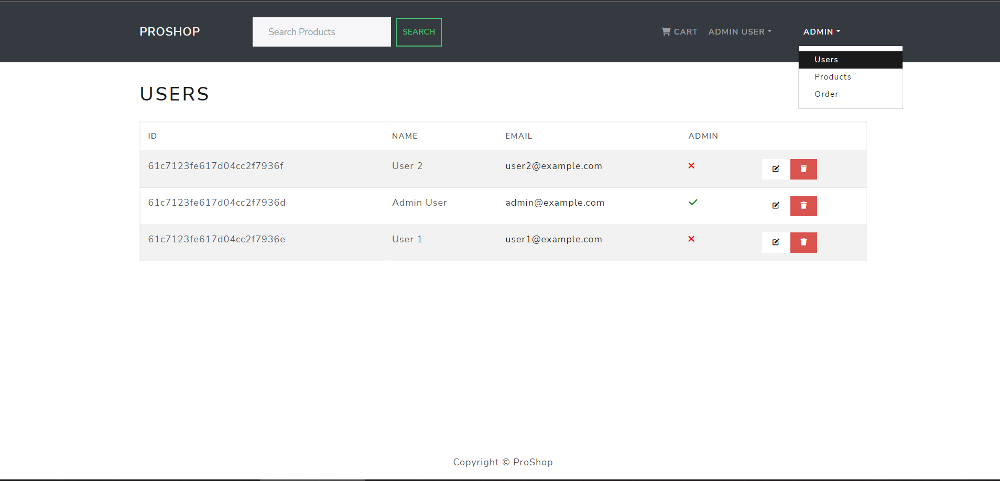 PROSHOP Search Products SEARCH CART ADMIN USER ADMIN
Users
Products
Order
USERS
ID NAME EMAIL ADMIN
61c7123fe617d04cc2f7936f User 2 user2@example.com
61c7123fe617d04cc2f7936d Admin User admin@example.com
61c7123fe617d04cc2f7936e User 1 user1@example.com
Copyright © ProShop